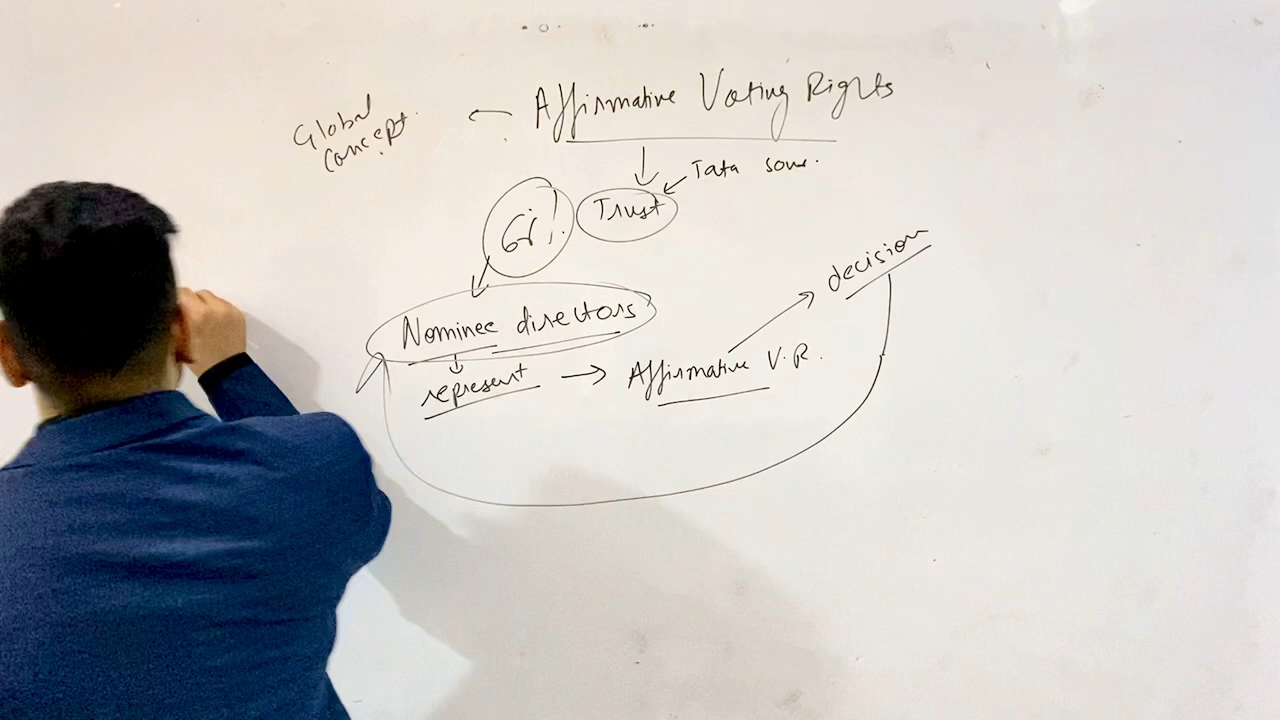 Affirmative Voting Rights
Global
Concept.
Tata sons.
Trust
Nominee directors
decision
represent
Affirmative V.R.